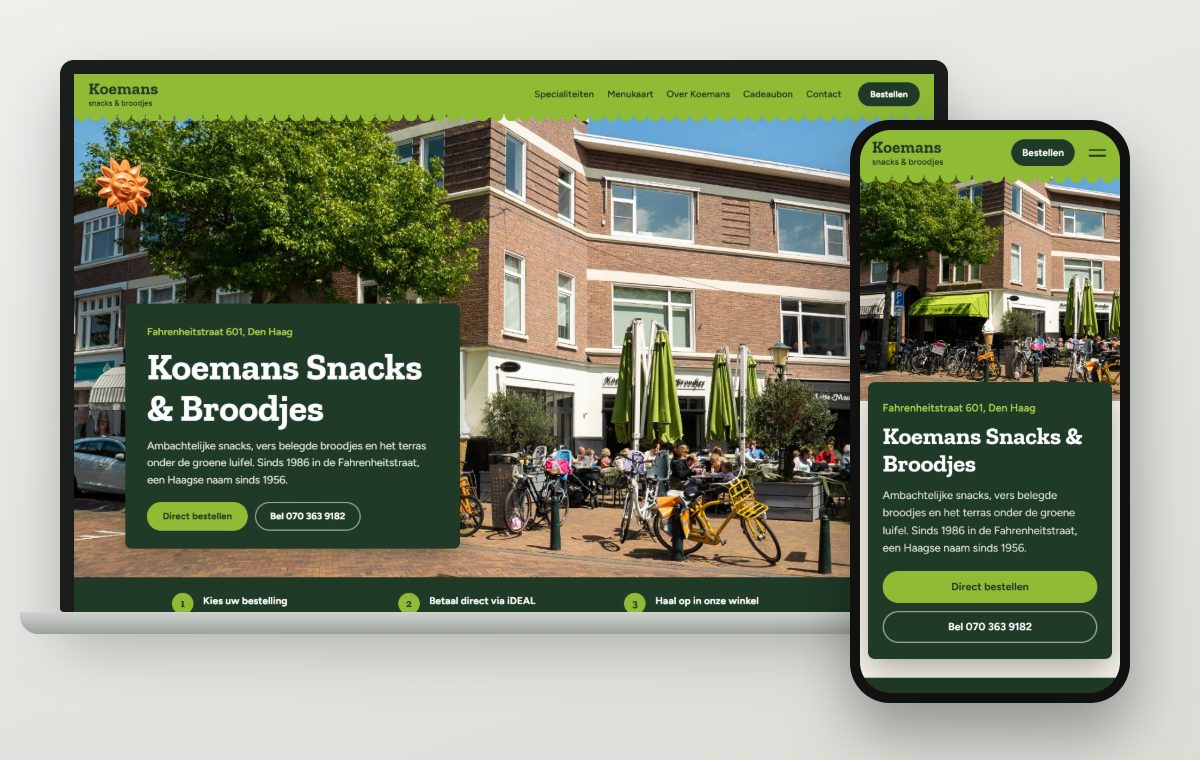 Koemans
snacks & broodjes
Specialiteiten Menukaart Over Koemans Cadeaubon Contact Bestellen
Fahrenheitstraat 601, Den Haag
Koemans Snacks
& Broodjes
Ambachtelijke snacks, vers belegde broodjes en het terras
onder de groene luifel. Sinds 1986 in de Fahrenheitstraat,
een Haagse naam sinds 1956.
Direct bestellen Bel 070 363 9182
1 Kies uw bestelling 2 Betaal direct via iDEAL 3 Haal op in onze winkel
Koemans
snacks & broodjes
Bestellen
P
Fahrenheitstraat 601, Den Haag
Koemans Snacks &
Broodjes
Ambachtelijke snacks, vers belegde
broodjes en het terras onder de groene
luifel. Sinds 1986 in de Fahrenheitstraat,
een Haagse naam sinds 1956.
Direct bestellen
Bel 070 363 9182